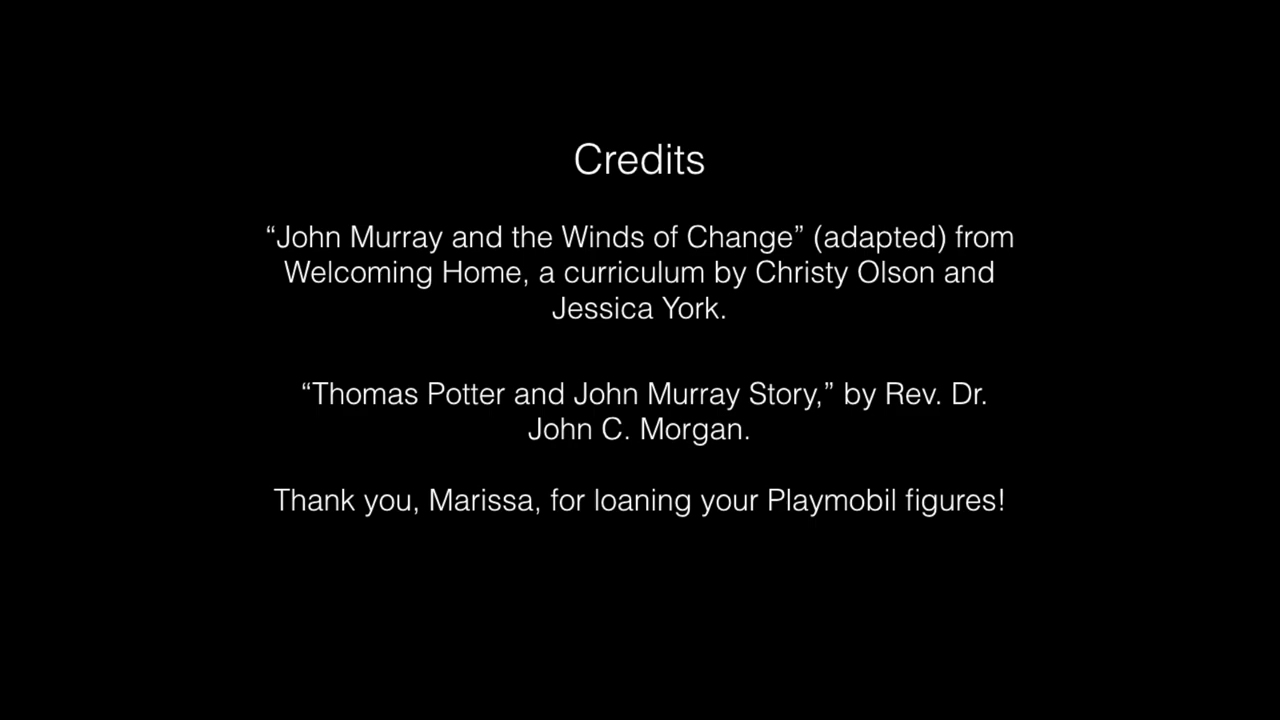 Credits
“John Murray and the Winds of Change” (adapted) from
Welcoming Home, a curriculum by Christy Olson and
Jessica York.
“Thomas Potter and John Murray Story,” by Rev. Dr.
John C. Morgan.
Thank you, Marissa, for loaning your Playmobil figures!